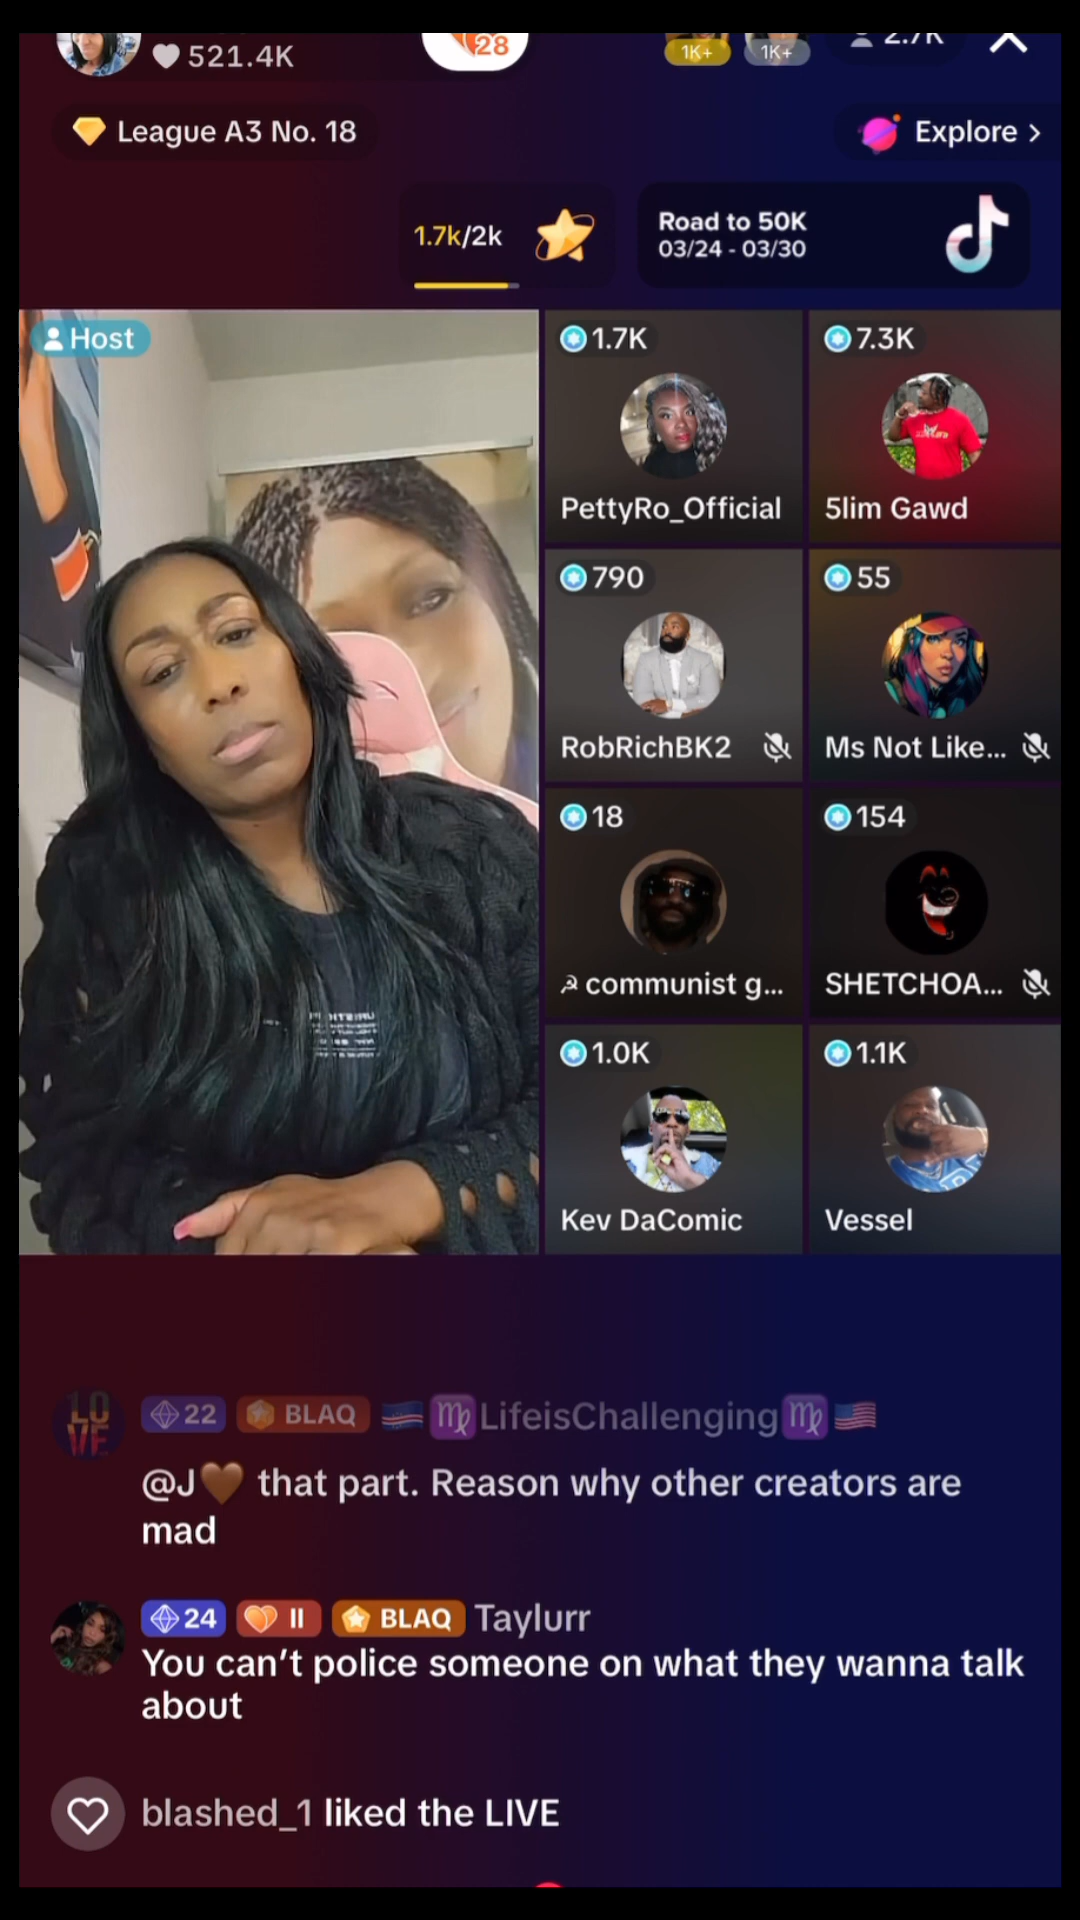 521.4K
28
1K+
1K+
2.7K
League A3 No. 18
Explore >
1.7k/2k
Road to 50K
03/24 - 03/30
Host
1.7K
PettyRo_Official
7.3K
5lim Gawd
790
RobRichBK2
55
Ms Not Like...
18
☭ communist g...
154
SHETCHOA...
1.0K
Kev DaComic
1.1K
Vessel
LO
VE
22 BLAQ 🇨🇻♍LifeisChallenging♍🇺🇸
@J🤎 that part. Reason why other creators are
mad
24 II BLAQ Taylurr
You can't police someone on what they wanna talk
about
blashed_1 liked the LIVE